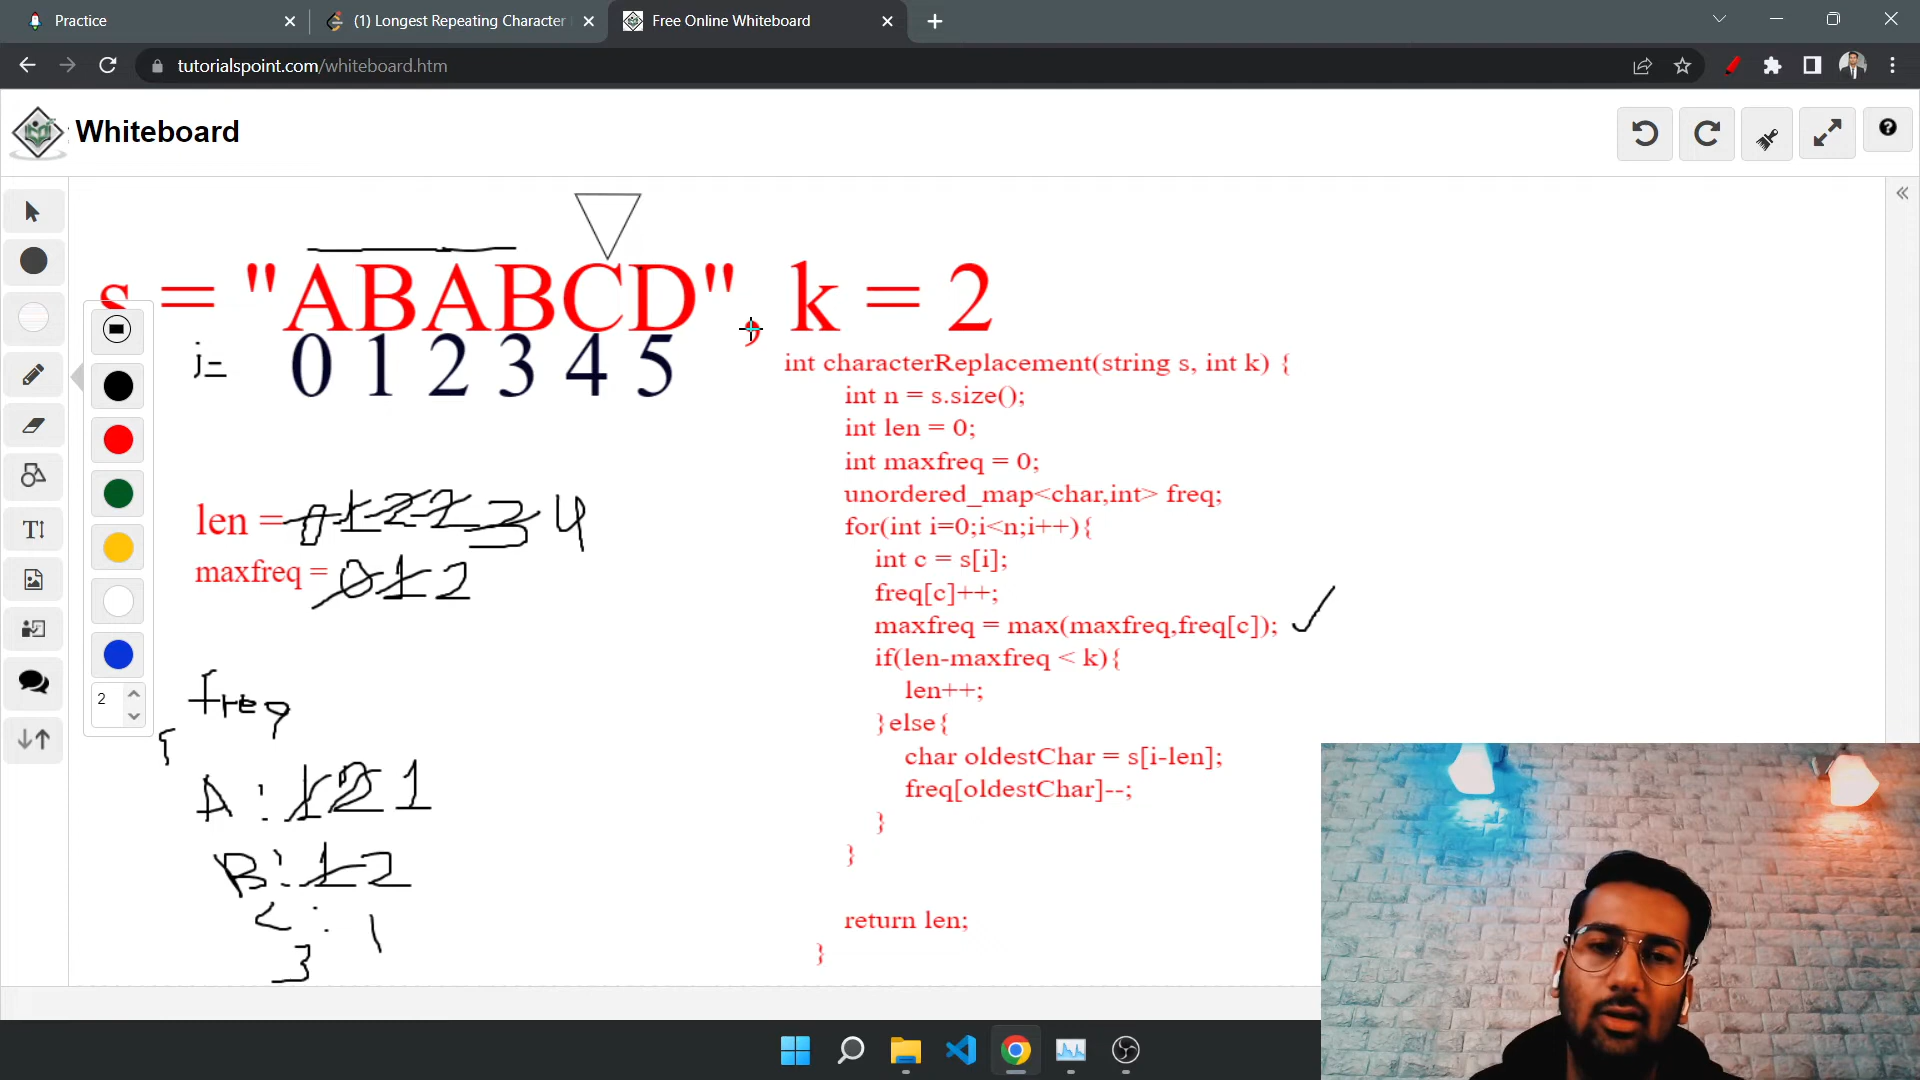 Practice
(1) Longest Repeating Character
Free Online Whiteboard
tutorialspoint.com/whiteboard.htm
Whiteboard
s = "ABABCD", k = 2
i= 0 1 2 3 4 5
int characterReplacement(string s, int k) {
int n = s.size();
int len = 0;
int maxfreq = 0;
unordered_map<char,int> freq;
for(int i=0;i<n;i++){
int c = s[i];
freq[c]++;
maxfreq = max(maxfreq,freq[c]);
if(len-maxfreq < k){
len++;
}else{
char oldestChar = s[i-len];
freq[oldestChar]--;
}
}
return len;
}
len = 0 1 2 2 3 4
maxfreq = 0 1 2
freq
{
A : 1 2 1
B : 1 2
C : 1
}
2